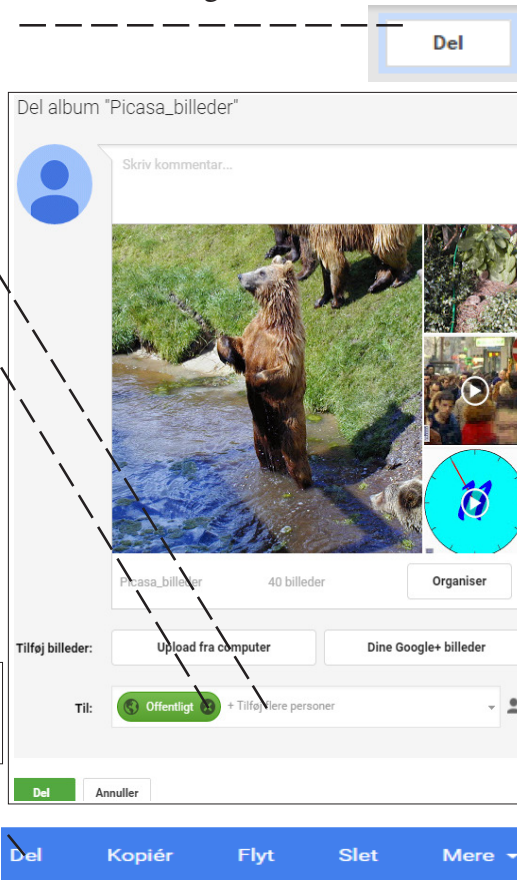 Del
Del album "Picasa_billeder"
Skriv kommentar...
Picasa_billeder 40 billeder Organiser
Tilføj billeder: Upload fra computer Dine Google+ billeder
Til: Offentligt + Tilføj flere personer
Del Annuller
Del Kopiér Flyt Slet Mere